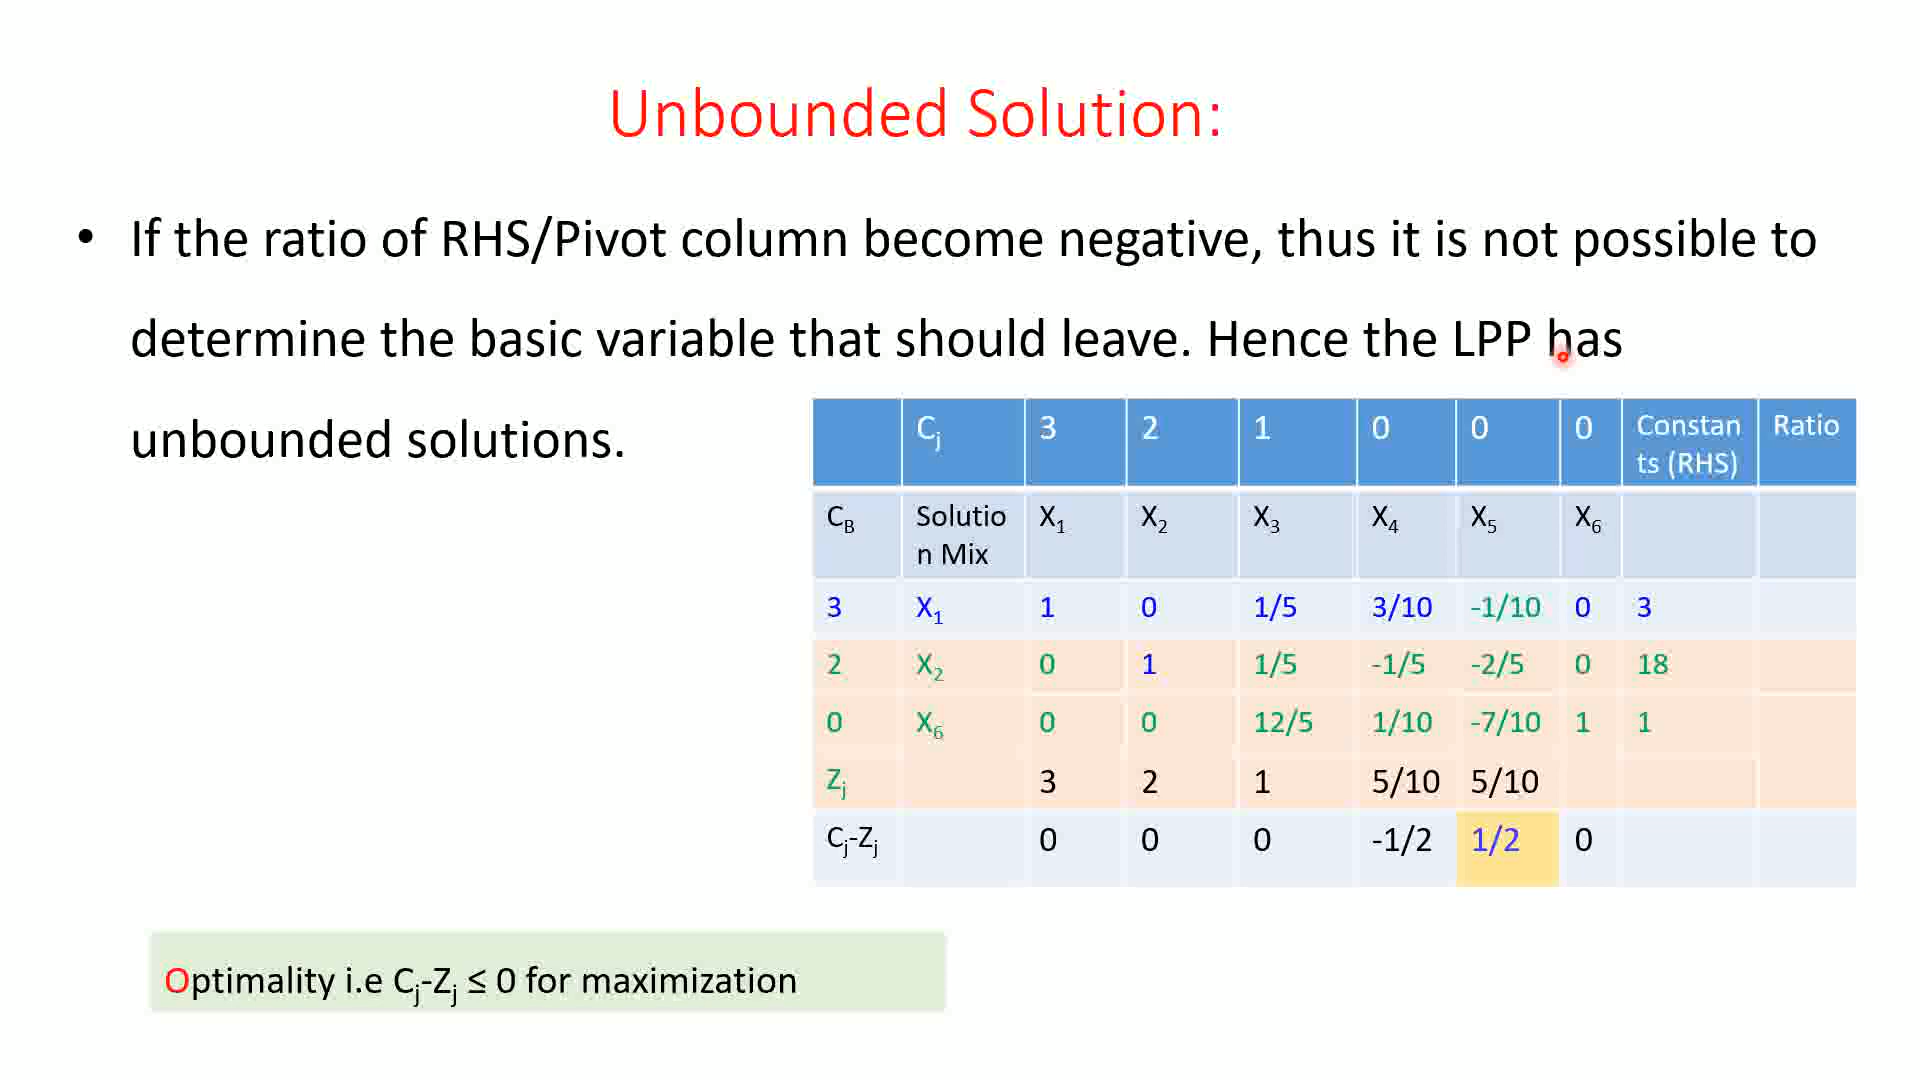 Unbounded Solution:
• If the ratio of RHS/Pivot column become negative, thus it is not possible to
determine the basic variable that should leave. Hence the LPP has
unbounded solutions.
Cj 3 2 1 0 0 0 Constan Ratio
ts (RHS)
CB Solutio X1 X2 X3 X4 X5 X6
n Mix
3 X1 1 0 1/5 3/10 -1/10 0 3
2 X2 0 1 1/5 -1/5 -2/5 0 18
0 X6 0 0 12/5 1/10 -7/10 1 1
Zj 3 2 1 5/10 5/10
Cj-Zj 0 0 0 -1/2 1/2 0
Optimality i.e Cj-Zj ≤ 0 for maximization